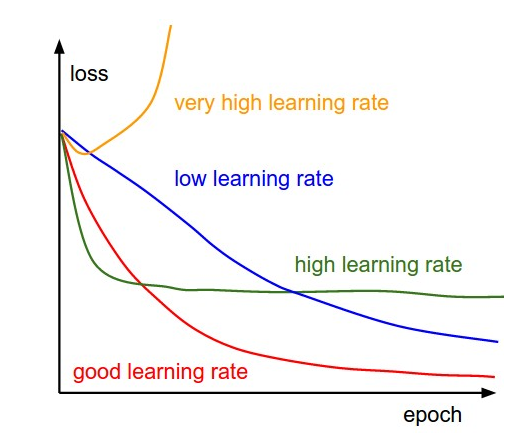 loss
very high learning rate
low learning rate
high learning rate
good learning rate
epoch